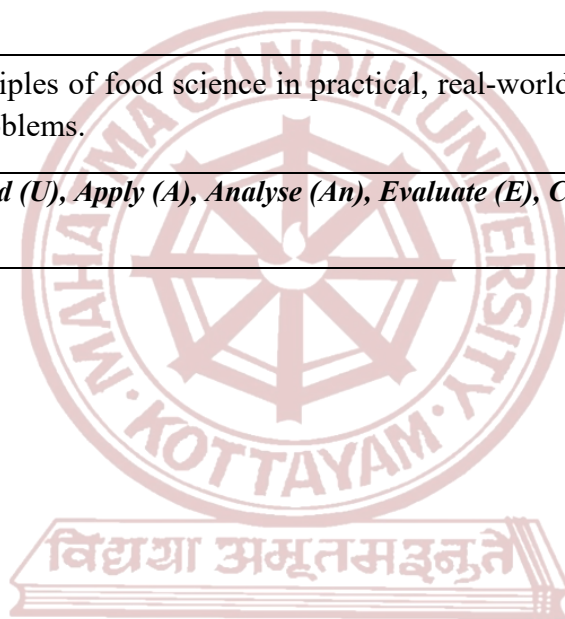 iples of food science in practical, real-world
oblems.
d (U), Apply (A), Analyse (An), Evaluate (E), C
MAHATMA GANDHI UNIVERSITY
KOTTAYAM
विद्यया अमृतमश्नुते